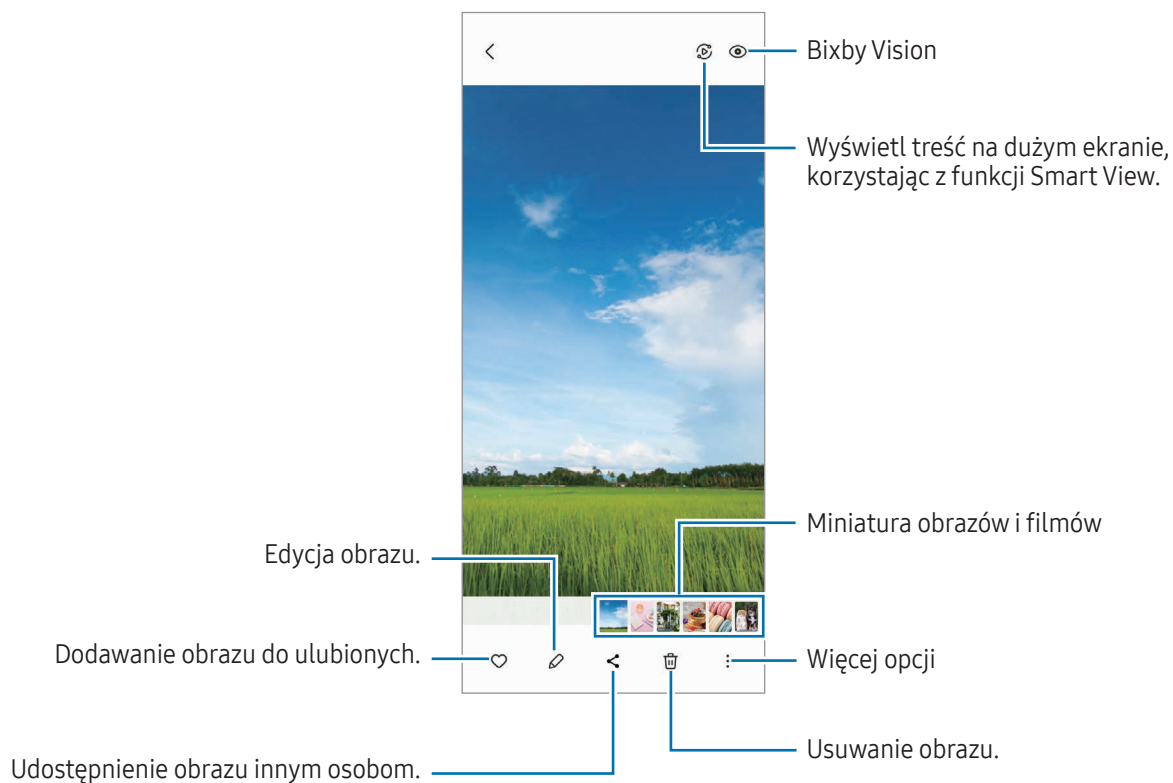 Bixby Vision
Wyświetl treść na dużym ekranie,
korzystając z funkcji Smart View.
Miniatura obrazów i filmów
Edycja obrazu.
Dodawanie obrazu do ulubionych.
Więcej opcji
Usuwanie obrazu.
Udostępnienie obrazu innym osobom.